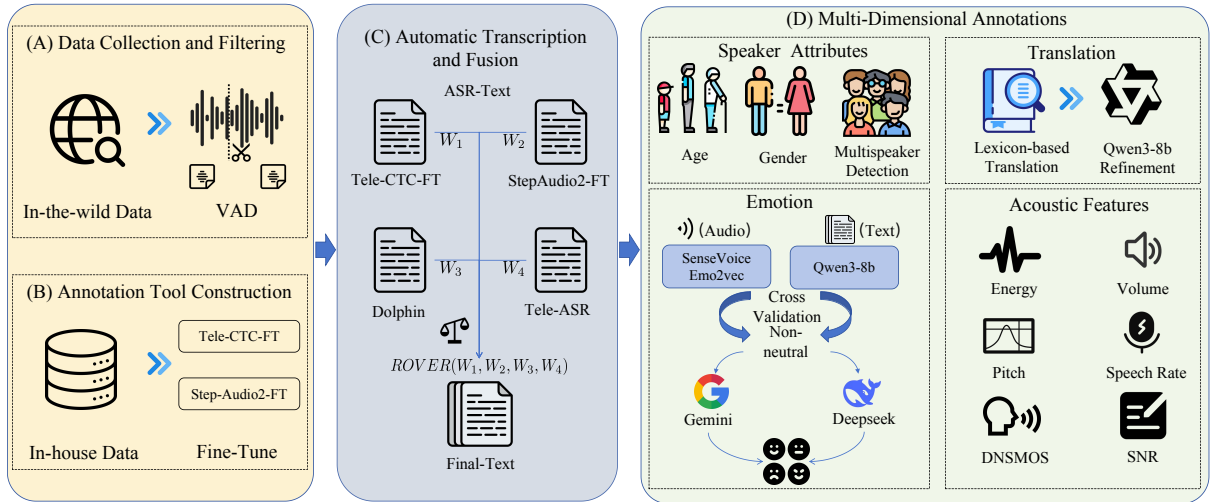 (A) Data Collection and Filtering
In-the-wild Data
VAD
(B) Annotation Tool Construction
Tele-CTC-FT
Step-Audio2-FT
In-house Data
Fine-Tune
(C) Automatic Transcription
and Fusion
ASR-Text
W₁
W₂
Tele-CTC-FT
StepAudio2-FT
W₃
W₄
Dolphin
Tele-ASR
ROVER(W₁, W₂, W₃, W₄)
Final-Text
(D) Multi-Dimensional Annotations
Speaker Attributes
Age
Gender
Multispeaker
Detection
Translation
Lexicon-based
Translation
Qwen3-8b
Refinement
Emotion
(Audio)
(Text)
SenseVoice
Emo2vec
Qwen3-8b
Cross
Validation
Non-
neutral
Gemini
Deepseek
Acoustic Features
Energy
Volume
Pitch
Speech Rate
DNSMOS
SNR